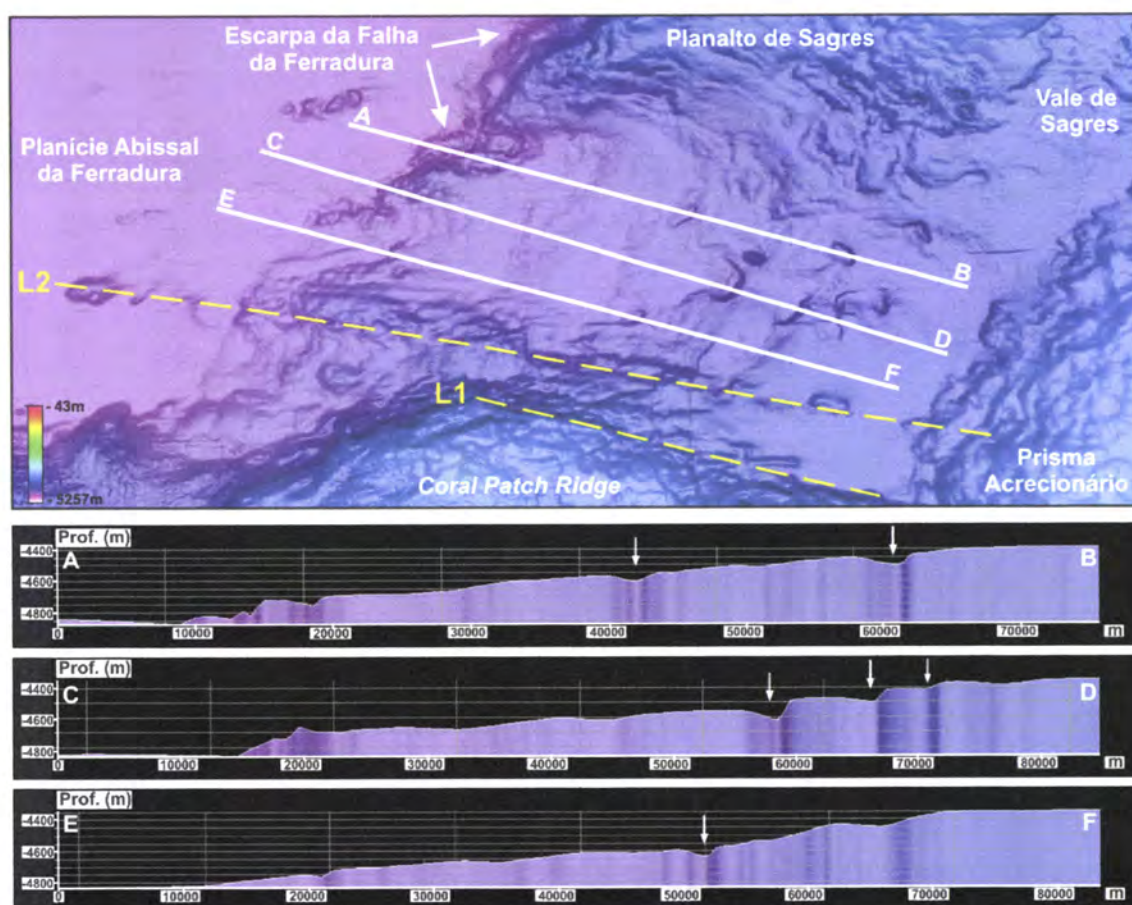 Escarpa da Falha
da Ferradura
Planalto de Sagres
Vale de
Sagres
Planície Abissal
da Ferradura
A
C
E
B
D
F
L2
L1
- 43m
- 5257m
Coral Patch Ridge
Prisma
Acrecionário
Prof. (m)
A
B
-4400
-4600
-4800
0 10000 20000 30000 40000 50000 60000 70000 m
Prof. (m)
C
D
-4400
-4600
-4800
0 10000 20000 30000 40000 50000 60000 70000 80000 m
Prof. (m)
E
F
-4400
-4600
-4800
0 10000 20000 30000 40000 50000 60000 70000 80000 m